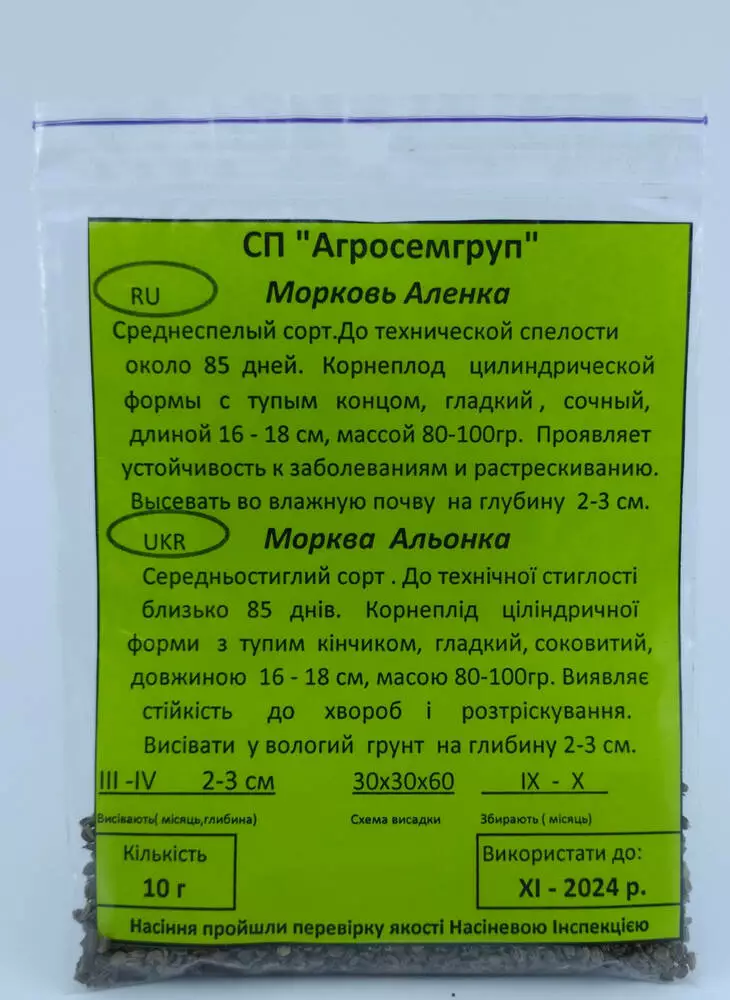 СП "Агросемгруп"
RU Морковь Аленка
Среднеспелый сорт.До технической спелости
около 85 дней. Корнеплод цилиндрической
формы с тупым концом, гладкий, сочный,
длиной 16 - 18 см, массой 80-100гр. Проявляет
устойчивость к заболеваниям и растрескиванию.
Высевать во влажную почву на глубину 2-3 см.
UKR Морква Альонка
Середньостиглий сорт . До технічної стиглості
близько 85 днів. Корнеплід ціліндричної
форми з тупим кінчиком, гладкий, соковитий,
довжиною 16 - 18 см, масою 80-100гр. Виявляє
стійкість до хвороб і розтріскування.
Висівати у вологий грунт на глибину 2-3 см.
III -IV 2-3 см 30х30х60 IX - X
Висівають( місяць,глибина) Схема висадки Збирають ( місяць)
Кількість Використати до:
10 г XI - 2024 р.
Насіння пройшли перевірку якості Насіневою Інспекцією